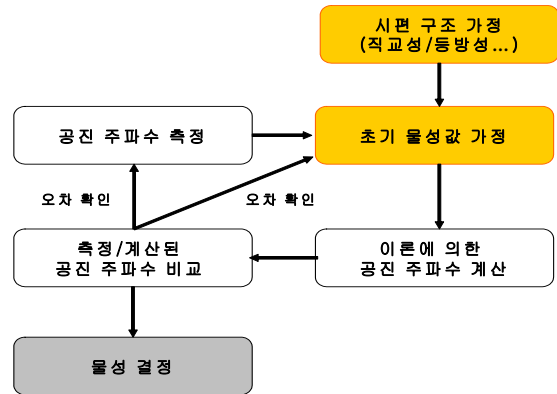 시편 구조 가정
(직교성/등방성...)
공진 주파수 측정
초기 물성값 가정
오차 확인
오차 확인
측정/계산된
공진 주파수 비교
이론에 의한
공진 주파수 계산
물성 결정